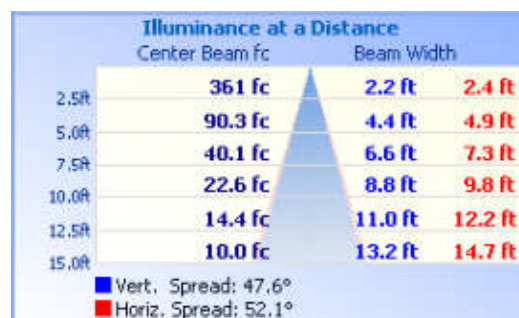 Illuminance at a Distance
Center Beam fc Beam Width
2.5ft 361 fc 2.2 ft 2.4 ft
5.0ft 90.3 fc 4.4 ft 4.9 ft
7.5ft 40.1 fc 6.6 ft 7.3 ft
10.0ft 22.6 fc 8.8 ft 9.8 ft
12.5ft 14.4 fc 11.0 ft 12.2 ft
15.0ft 10.0 fc 13.2 ft 14.7 ft
Vert. Spread: 47.6°
Horiz. Spread: 52.1°